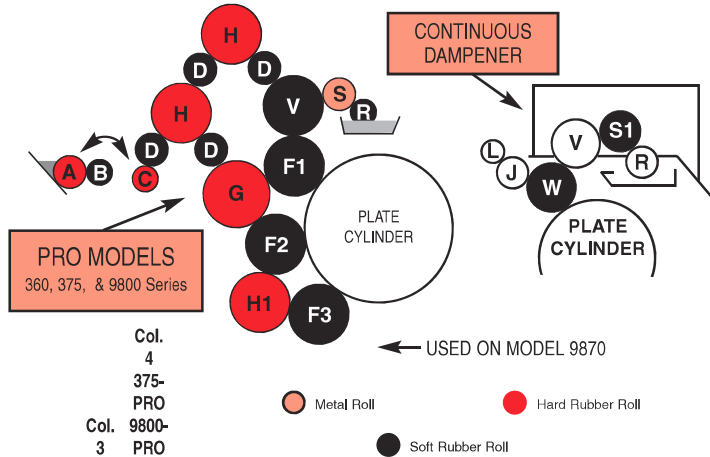 H
D
D
V
S
R
H
D
D
A
B
C
G
F1
F2
H1
F3
PLATE
CYLINDER
CONTINUOUS
DAMPENER
V
S1
R
L
J
W
PLATE
CYLINDER
PRO MODELS
360, 375, & 9800 Series
USED ON MODEL 9870
Col.
4
375-
PRO
Col. 9800-
3 PRO
Metal Roll
Hard Rubber Roll
Soft Rubber Roll